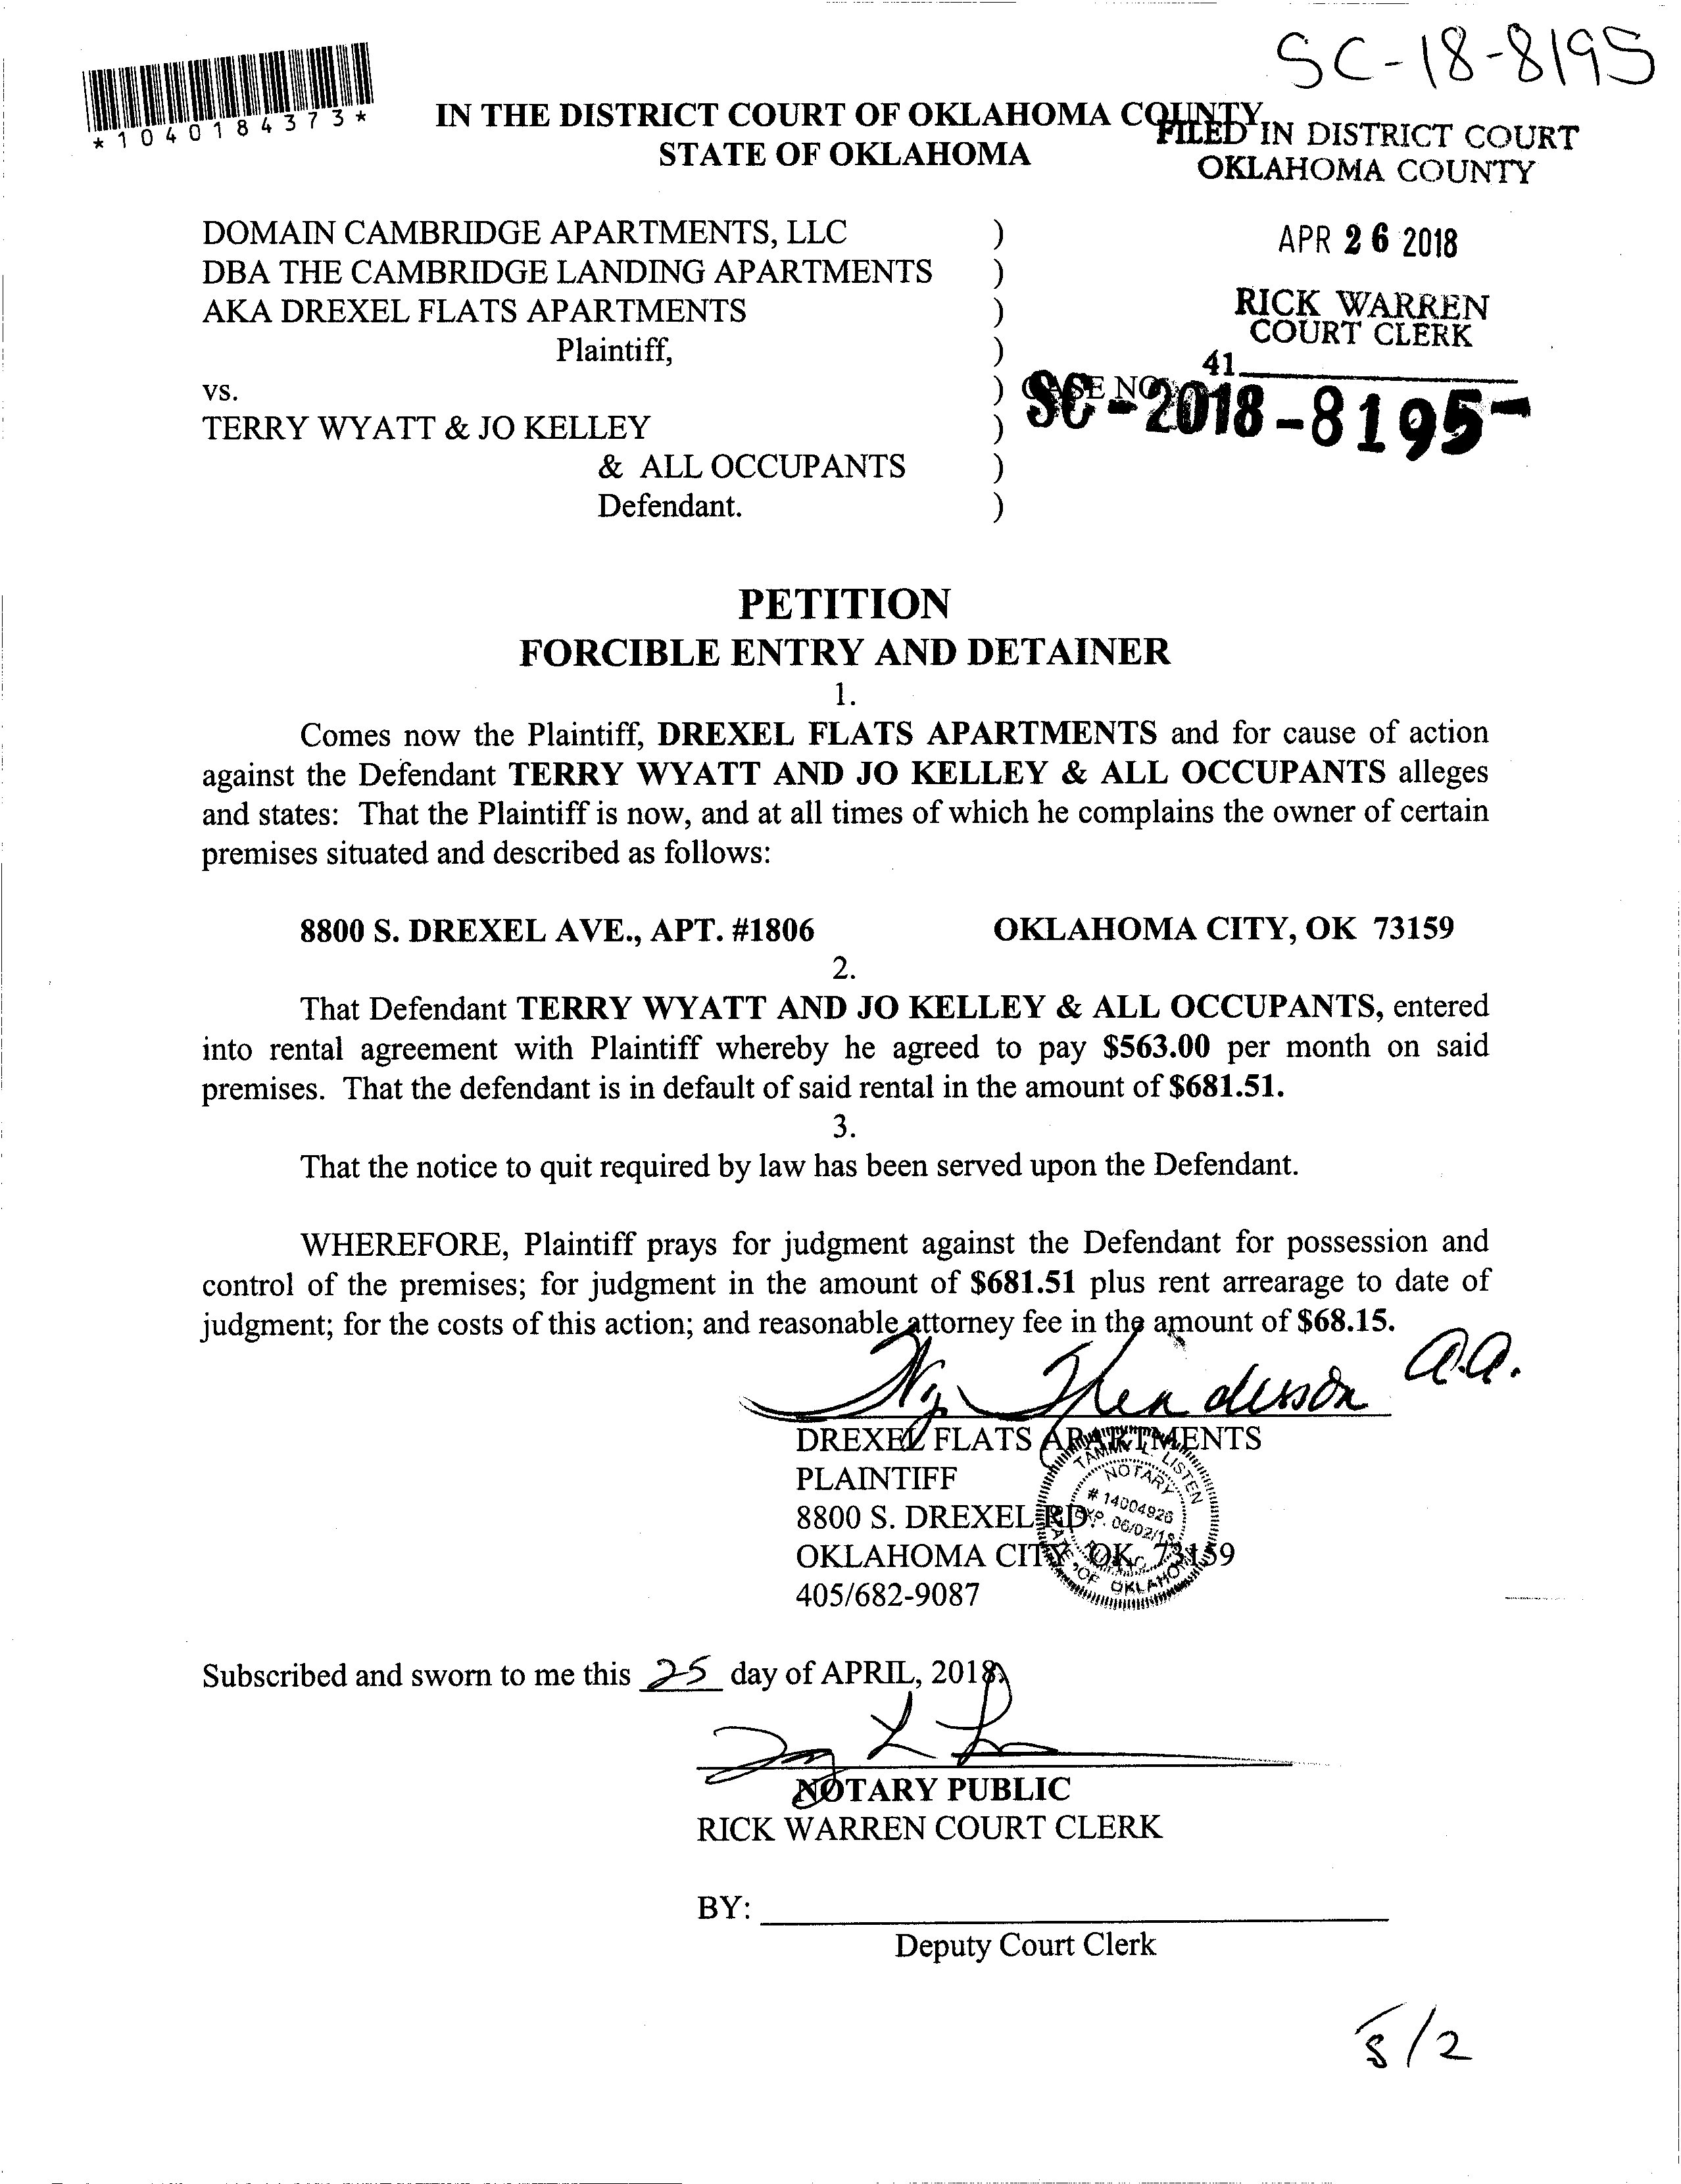 SC-18-8195
*1040184373*
IN THE DISTRICT COURT OF OKLAHOMA COUNTY
STATE OF OKLAHOMA
FILED IN DISTRICT COURT
OKLAHOMA COUNTY
APR 26 2018
RICK WARREN
COURT CLERK
41
DOMAIN CAMBRIDGE APARTMENTS, LLC )
DBA THE CAMBRIDGE LANDING APARTMENTS )
AKA DREXEL FLATS APARTMENTS )
Plaintiff, )
vs. ) CASE NO.
SC-2018-8195-
TERRY WYATT & JO KELLEY )
& ALL OCCUPANTS )
Defendant. )
PETITION
FORCIBLE ENTRY AND DETAINER
1.
Comes now the Plaintiff, DREXEL FLATS APARTMENTS and for cause of action
against the Defendant TERRY WYATT AND JO KELLEY & ALL OCCUPANTS alleges
and states: That the Plaintiff is now, and at all times of which he complains the owner of certain
premises situated and described as follows:
8800 S. DREXEL AVE., APT. #1806 OKLAHOMA CITY, OK 73159
2.
That Defendant TERRY WYATT AND JO KELLEY & ALL OCCUPANTS, entered
into rental agreement with Plaintiff whereby he agreed to pay $563.00 per month on said
premises. That the defendant is in default of said rental in the amount of $681.51.
3.
That the notice to quit required by law has been served upon the Defendant.
WHEREFORE, Plaintiff prays for judgment against the Defendant for possession and
control of the premises; for judgment in the amount of $681.51 plus rent arrearage to date of
judgment; for the costs of this action; and reasonable attorney fee in the amount of $68.15.
Henderson a.a.
DREXEL FLATS APARTMENTS
PLAINTIFF
8800 S. DREXEL RD.
OKLAHOMA CITY, OK 73159
405/682-9087
TAMMY L. LISTEN
NOTARY
# 14004926
EXP. 06/02/18
PUBLIC
STATE OF OKLAHOMA
Subscribed and sworn to me this 25 day of APRIL, 2018.
NOTARY PUBLIC
RICK WARREN COURT CLERK
BY:
Deputy Court Clerk
5/2